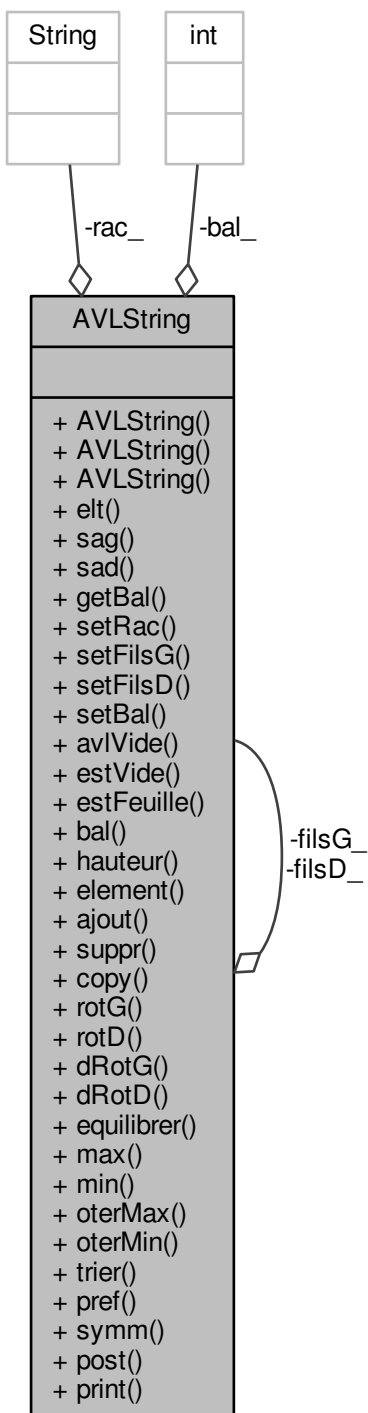 String
int
-rac_
-bal_
AVLString
+ AVLString()
+ AVLString()
+ AVLString()
+ elt()
+ sag()
+ sad()
+ getBal()
+ setRac()
+ setFilsG()
+ setFilsD()
+ setBal()
+ avlVide()
+ estVide()
+ estFeuille()
+ bal()
+ hauteur()
+ element()
+ ajout()
+ suppr()
+ copy()
+ rotG()
+ rotD()
+ dRotG()
+ dRotD()
+ equilibrer()
+ max()
+ min()
+ oterMax()
+ oterMin()
+ trier()
+ pref()
+ symm()
+ post()
+ print()
-filsG_
-filsD_